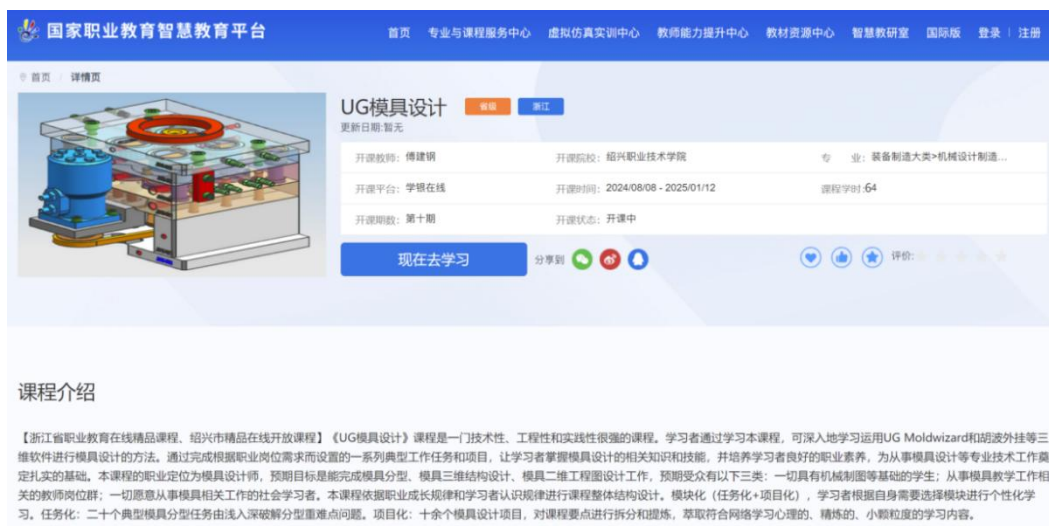 国家职业教育智慧教育平台
首页 专业与课程服务中心 虚拟仿真实训中心 教师能力提升中心 教材资源中心 智慧教研室 国际版 登录 | 注册
首页 / 详情页
UG模具设计 省级 浙江
更新日期:暂无
开课教师: 傅建钢 开课院校: 绍兴职业技术学院 专 业: 装备制造大类>机械设计制造...
开课平台: 学银在线 开课时间: 2024/08/08 - 2025/01/12 课程学时:64
开课期数: 第十期 开课状态: 开课中
现在去学习 分享到 评价:
课程介绍
【浙江省职业教育在线精品课程、绍兴市精品在线开放课程】《UG模具设计》课程是一门技术性、工程性和实践性很强的课程。学习者通过学习本课程，可深入地学习运用UG Moldwizard和胡波外挂等三
维软件进行模具设计的方法。通过完成根据职业岗位需求而设置的一系列典型工作任务和项目化训练，让学习者掌握模具设计的相关知识和技能，并培养学习者良好的职业素养，为从事模具设计等专业技术工作奠
定扎实的基础。本课程的职业定位为模具设计师，预期目标是能完成模具分型、模具三维结构设计、模具二维工程图设计工作，预期受众有以下三类：一切具有机械制图等基础的学生；从事模具教学工作相
关的教师岗位群；一切愿意从事模具相关工作的社会学习者。本课程依据职业成长规律和学习者认识规律进行课程整体结构设计。模块化（任务化+项目化），学习者根据自身需要选择模块进行个性化学
习。任务化：二十个典型模具分型任务由浅入深破解分型重难点问题。项目化：十余个模具设计项目，对课程要点进行拆分和提炼，萃取符合网络学习心理的、精炼的、小颗粒度的学习内容。